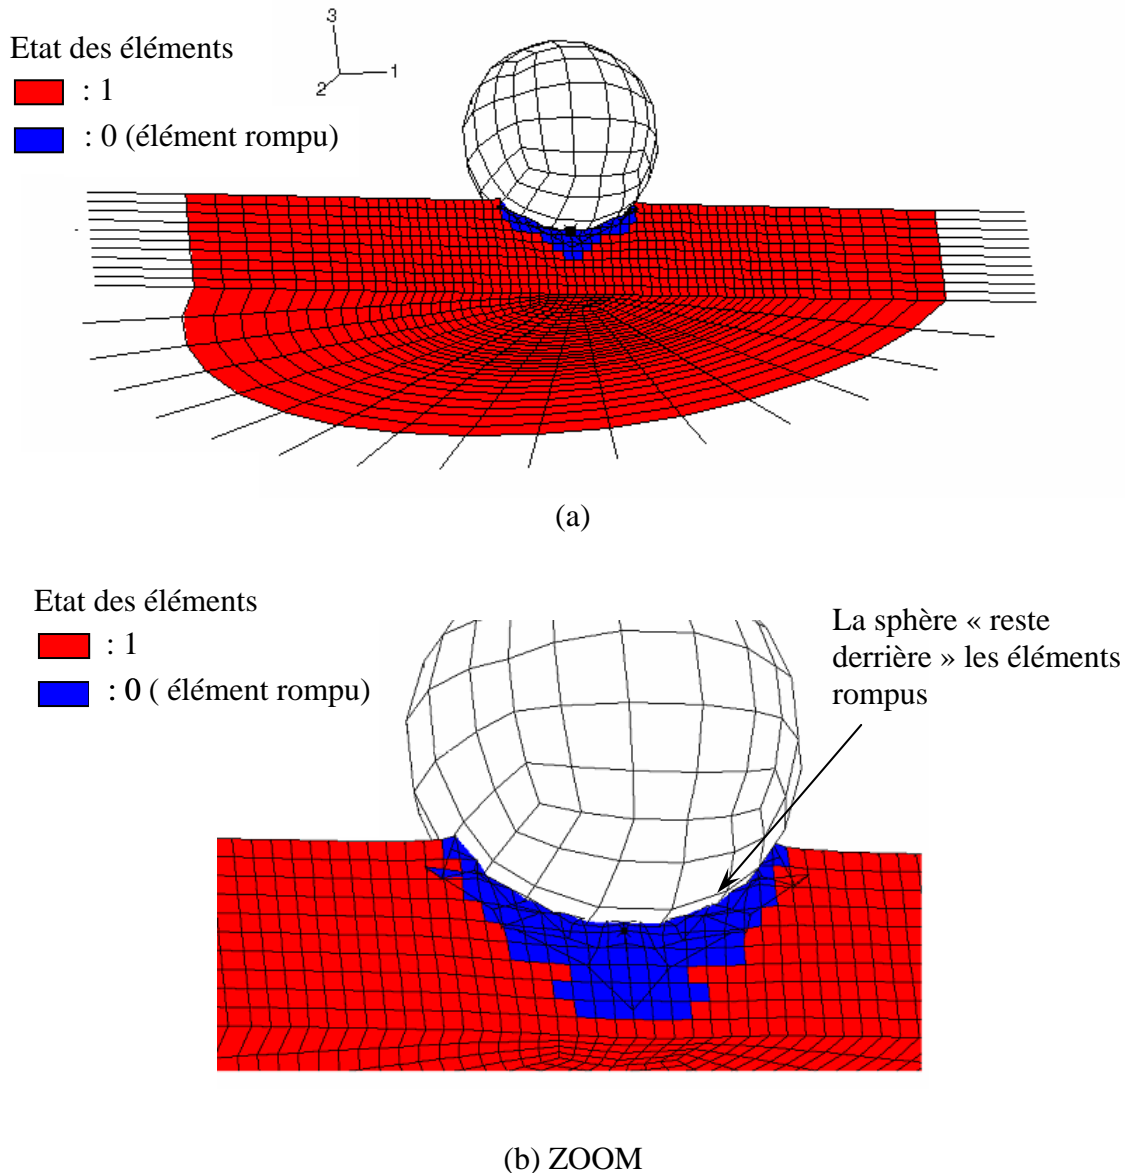 3
1
2
Etat des éléments
: 1
: 0 (élément rompu)
(a)
Etat des éléments
: 1
: 0 ( élément rompu)
La sphère « reste
derrière » les éléments
rompus
(b) ZOOM